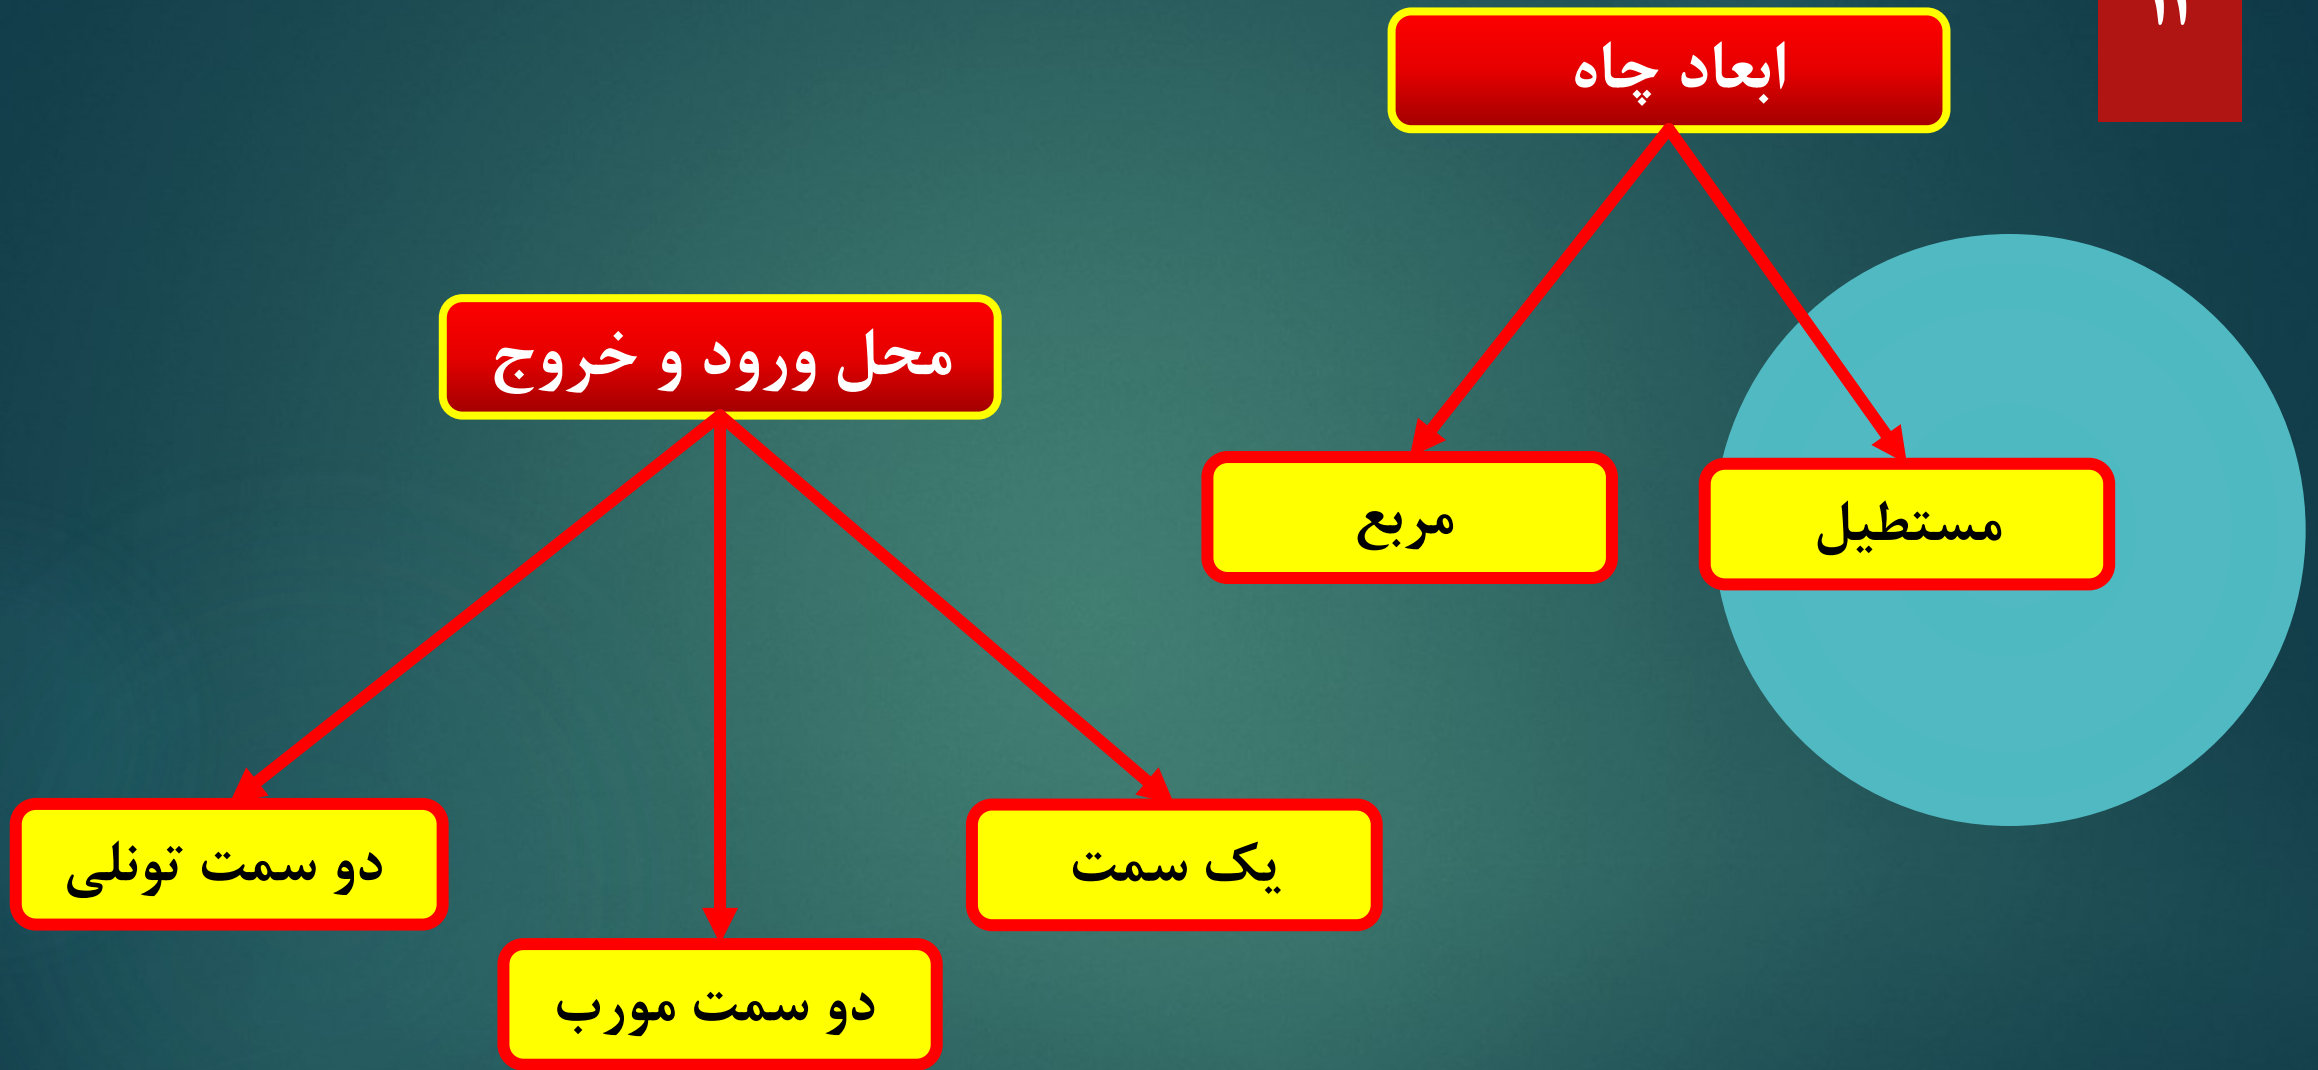 ابعاد چاه
مستطیل
مربع
محل ورود و خروج
یک سمت
دو سمت تونلی
دو سمت مورب